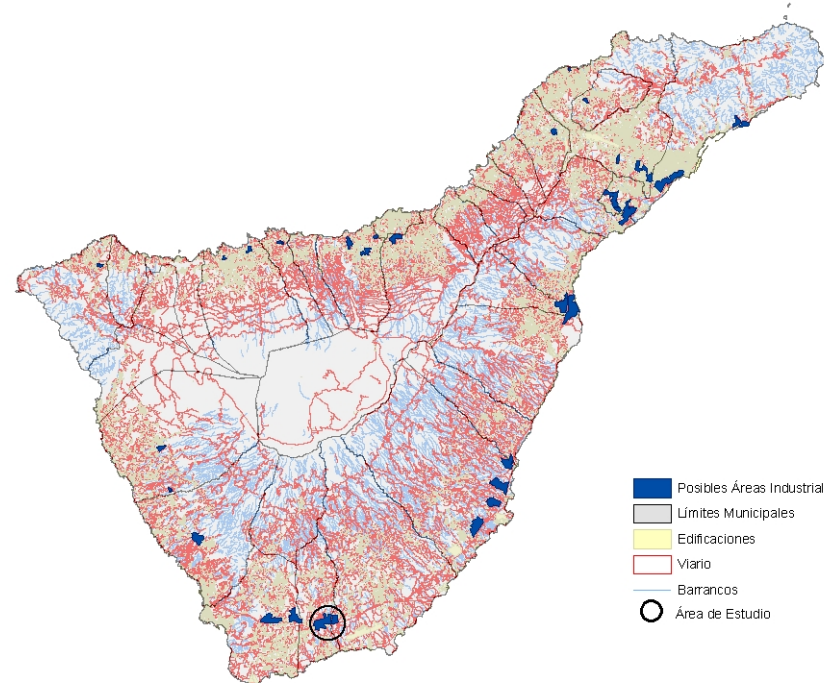 Posibles Áreas Industrial
Límites Municipales
Edificaciones
Viario
Barrancos
Área de Estudio